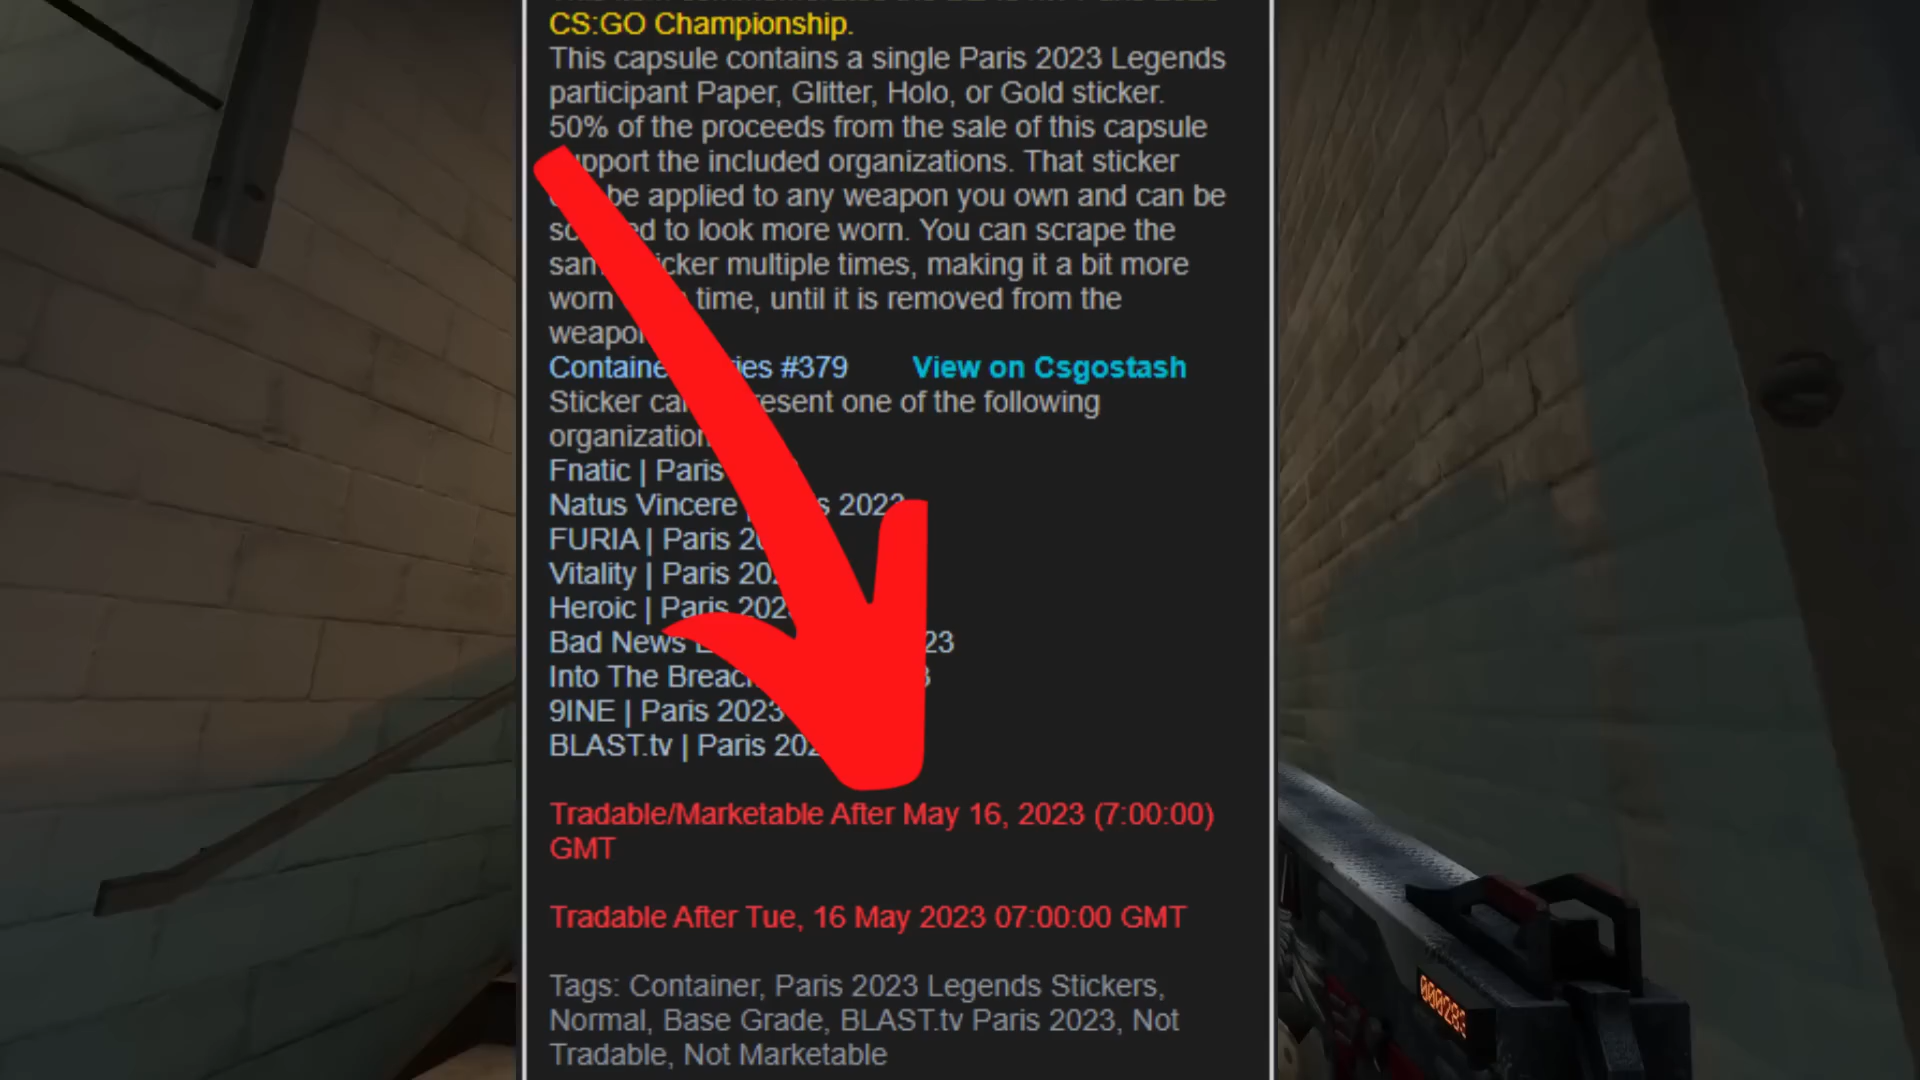 CS:GO Championship.
This capsule contains a single Paris 2023 Legends
participant Paper, Glitter, Holo, or Gold sticker.
50% of the proceeds from the sale of this capsule
support the included organizations. That sticker
be applied to any weapon you own and can be
to look more worn. You can scrape the
multiple times, making it a bit more
worn time, until it is removed from the
weapon
#379 View on Csgostash
Sticker one of the following
organization
Fnatic | Paris
Natus Vincere
FURIA | Paris
Vitality | Paris
Heroic | Paris
Bad News
Into The Breach
9INE | Paris 2023
BLAST.tv | Paris
Tradable/Marketable After May 16, 2023 (7:00:00)
GMT
Tradable After Tue, 16 May 2023 07:00:00 GMT
Tags: Container, Paris 2023 Legends Stickers,
Normal, Base Grade, BLAST.tv Paris 2023, Not
Tradable, Not Marketable